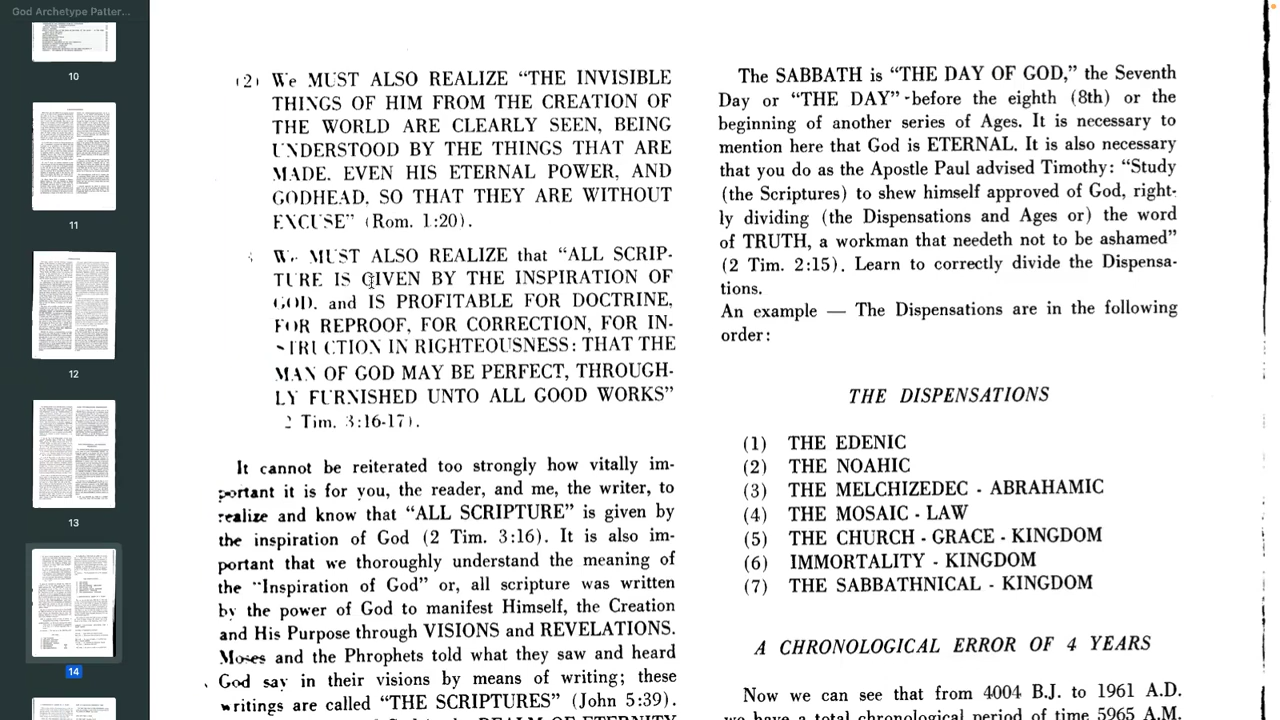 God Archetype Patter...
10
11
12
13
14
(2) We MUST ALSO REALIZE “THE INVISIBLE
THINGS OF HIM FROM THE CREATION OF
THE WORLD ARE CLEARLY SEEN, BEING
UNDERSTOOD BY THE THINGS THAT ARE
MADE. EVEN HIS ETERNAL POWER, AND
GODHEAD. SO THAT THEY ARE WITHOUT
EXCUSE” (Rom. 1:20).
We MUST ALSO REALIZE that “ALL SCRIP-
TURE IS GIVEN BY THE INSPIRATION OF
GOD. and IS PROFITABLE FOR DOCTRINE,
FOR REPROOF, FOR CORRECTION, FOR IN-
STRUCTION IN RIGHTEOUSNESS: THAT THE
MAN OF GOD MAY BE PERFECT, THROUGH-
LY FURNISHED UNTO ALL GOOD WORKS”
2 Tim. 3:16-17).
It cannot be reiterated too strongly how vitally im-
portant it is for you, the reader, and me, the writer, to
realize and know that “ALL SCRIPTURE” is given by
the inspiration of God (2 Tim. 3:16). It is also im-
portant that we thoroughly understand the meaning of
the “Inspiration of God” or, all scripture was written
by the power of God to manifest Himself, the Creation
and His Purpose through VISIONS and REVELATIONS.
Moses and the Phrophets told what they saw and heard
God say in their visions by means of writing; these
writings are called “THE SCRIPTURES” (John 5:39).
REALM OF ETERNITY
The SABBATH is “THE DAY OF GOD,” the Seventh
Day or “THE DAY” -before the eighth (8th) or the
beginning of another series of Ages. It is necessary to
mention here that God is ETERNAL. It is also necessary
that you do as the Apostle Paul advised Timothy: “Study
(the Scriptures) to shew himself approved of God, right-
ly dividing (the Dispensations and Ages or) the word
of TRUTH, a workman that needeth not to be ashamed”
(2 Tim. 2:15). Learn to correctly divide the Dispensa-
tions.
An example — The Dispensations are in the following
order:
THE DISPENSATIONS
(1) THE EDENIC
(2) THE NOAHIC
(3) THE MELCHIZEDEC - ABRAHAMIC
(4) THE MOSAIC - LAW
(5) THE CHURCH - GRACE - KINGDOM
(6) IMMORTALITY - KINGDOM
(7) THE SABBATHNICAL - KINGDOM
A CHRONOLOGICAL ERROR OF 4 YEARS
Now we can see that from 4004 B.J. to 1961 A.D.
we have a total chronological period of time 5965 A.M.